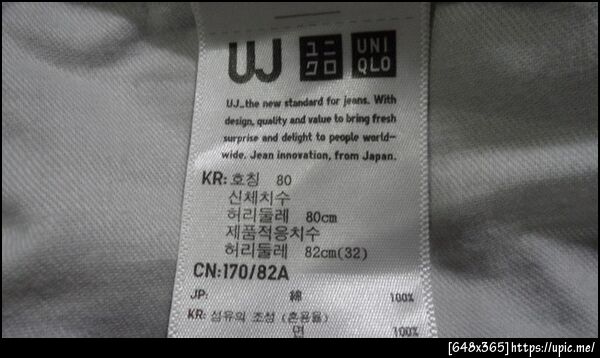 UJ ユニクロ UNIQLO
UJ_the new standard for jeans. With
design, quality and value to bring fresh
surprise and delight to people world-
wide. Jean innovation, from Japan.
KR: 호칭 80
신체치수
허리둘레 80cm
제품적용치수
허리둘레 82cm(32)
CN:170/82A
JP: 綿 100%
KR: 섬유의 조성 (혼용율)
면 100%
[648x365]https://upic.me/